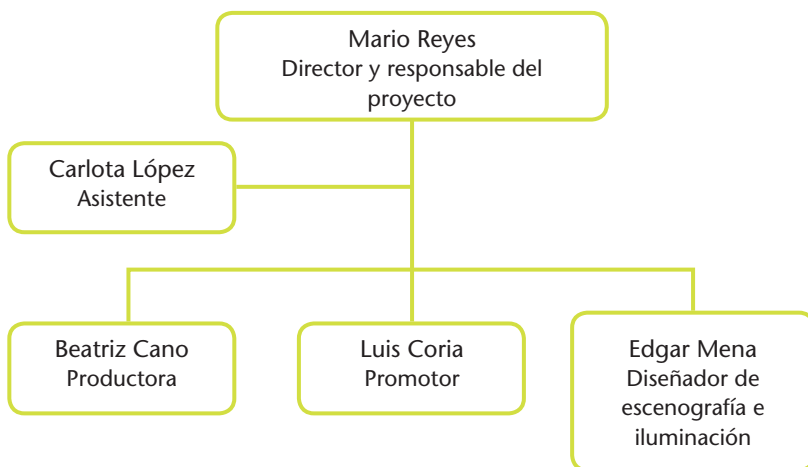 Mario Reyes
Director y responsable del
proyecto
Carlota López
Asistente
Beatriz Cano
Productora
Luis Coria
Promotor
Edgar Mena
Diseñador de
escenografía e
iluminación